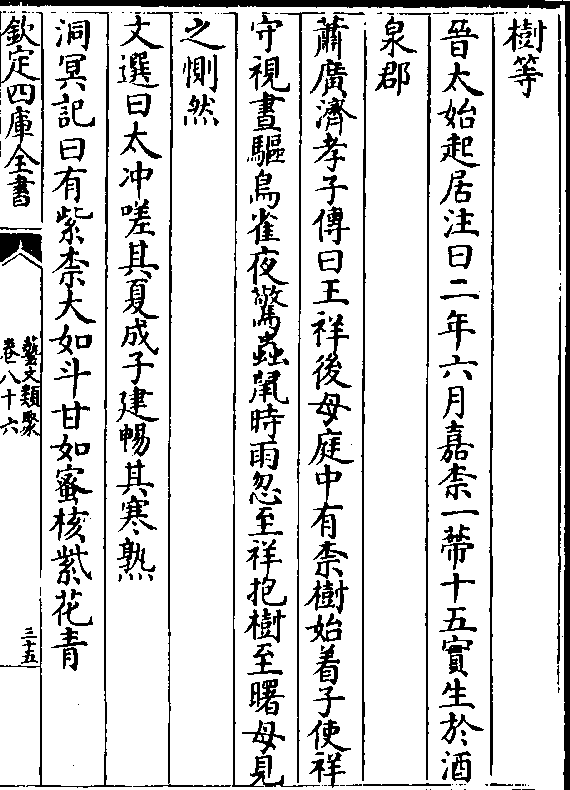 樹等
晉太始起居注曰二年六月嘉柰一蔕十五實生於酒
泉郡
蕭廣濟孝子傳曰王祥後母庭中有柰樹始着子使祥
守視晝驅鳥雀夜驚蟲鼠時雨忽至祥抱樹至曙母見
之惻然
文選曰太沖嗟其夏成子建暢其寒熟
洞冥記曰有紫柰大如斗甘如蜜核紫花青
欽定四庫全書
藝文類聚
卷八十六
三十五